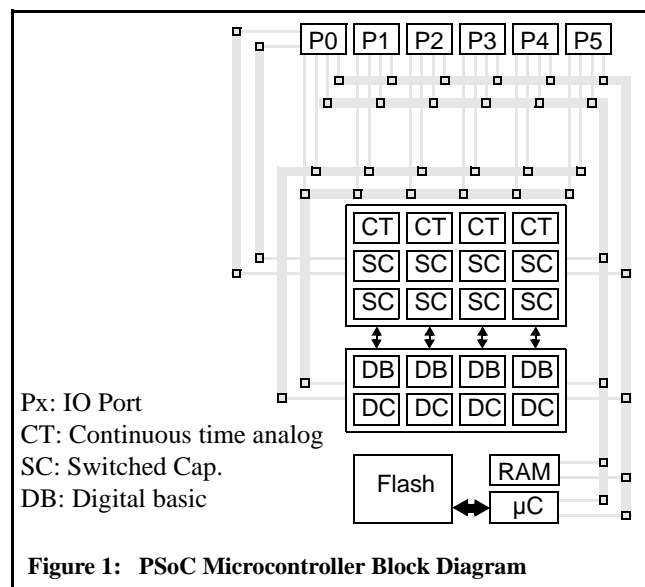 P0 P1 P2 P3 P4 P5
CT CT CT CT
SC SC SC SC
SC SC SC SC
DB DB DB DB
DC DC DC DC
Px: IO Port
CT: Continuous time analog
SC: Switched Cap.
DB: Digital basic
Flash
RAM
µC
Figure 1: PSoC Microcontroller Block Diagram